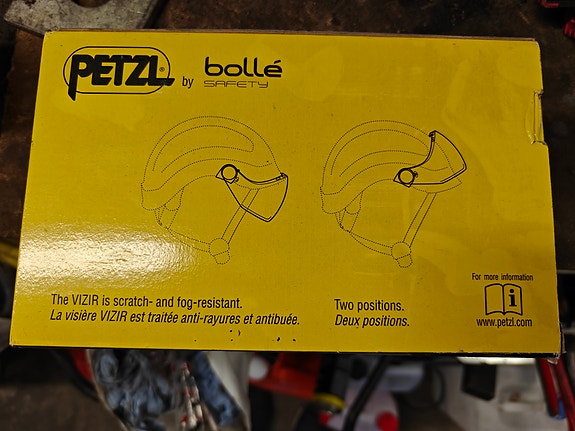 PETZL® by bollé
SAFETY
The VIZIR is scratch- and fog-resistant.
La visière VIZIR est traitée anti-rayures et antibuée.
Two positions.
Deux positions.
For more information
i
www.petzl.com